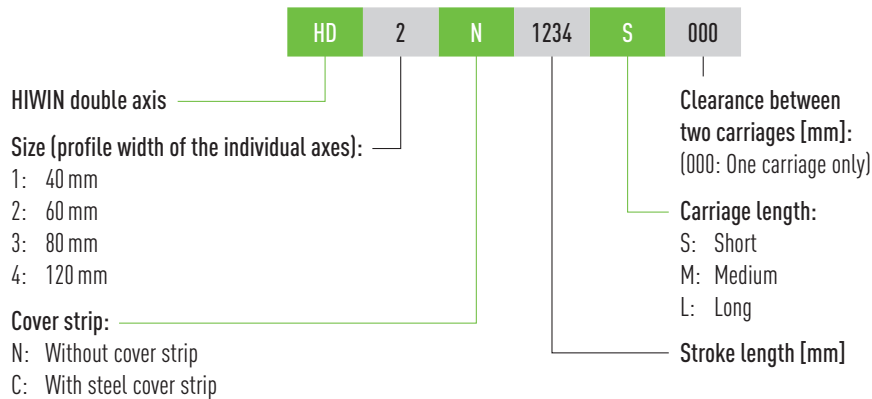 HD 2 N 1234 S 000
HIWIN double axis
Size (profile width of the individual axes):
1: 40 mm
2: 60 mm
3: 80 mm
4: 120 mm
Cover strip:
N: Without cover strip
C: With steel cover strip
Clearance between
two carriages [mm]:
(000: One carriage only)
Carriage length:
S: Short
M: Medium
L: Long
Stroke length [mm]